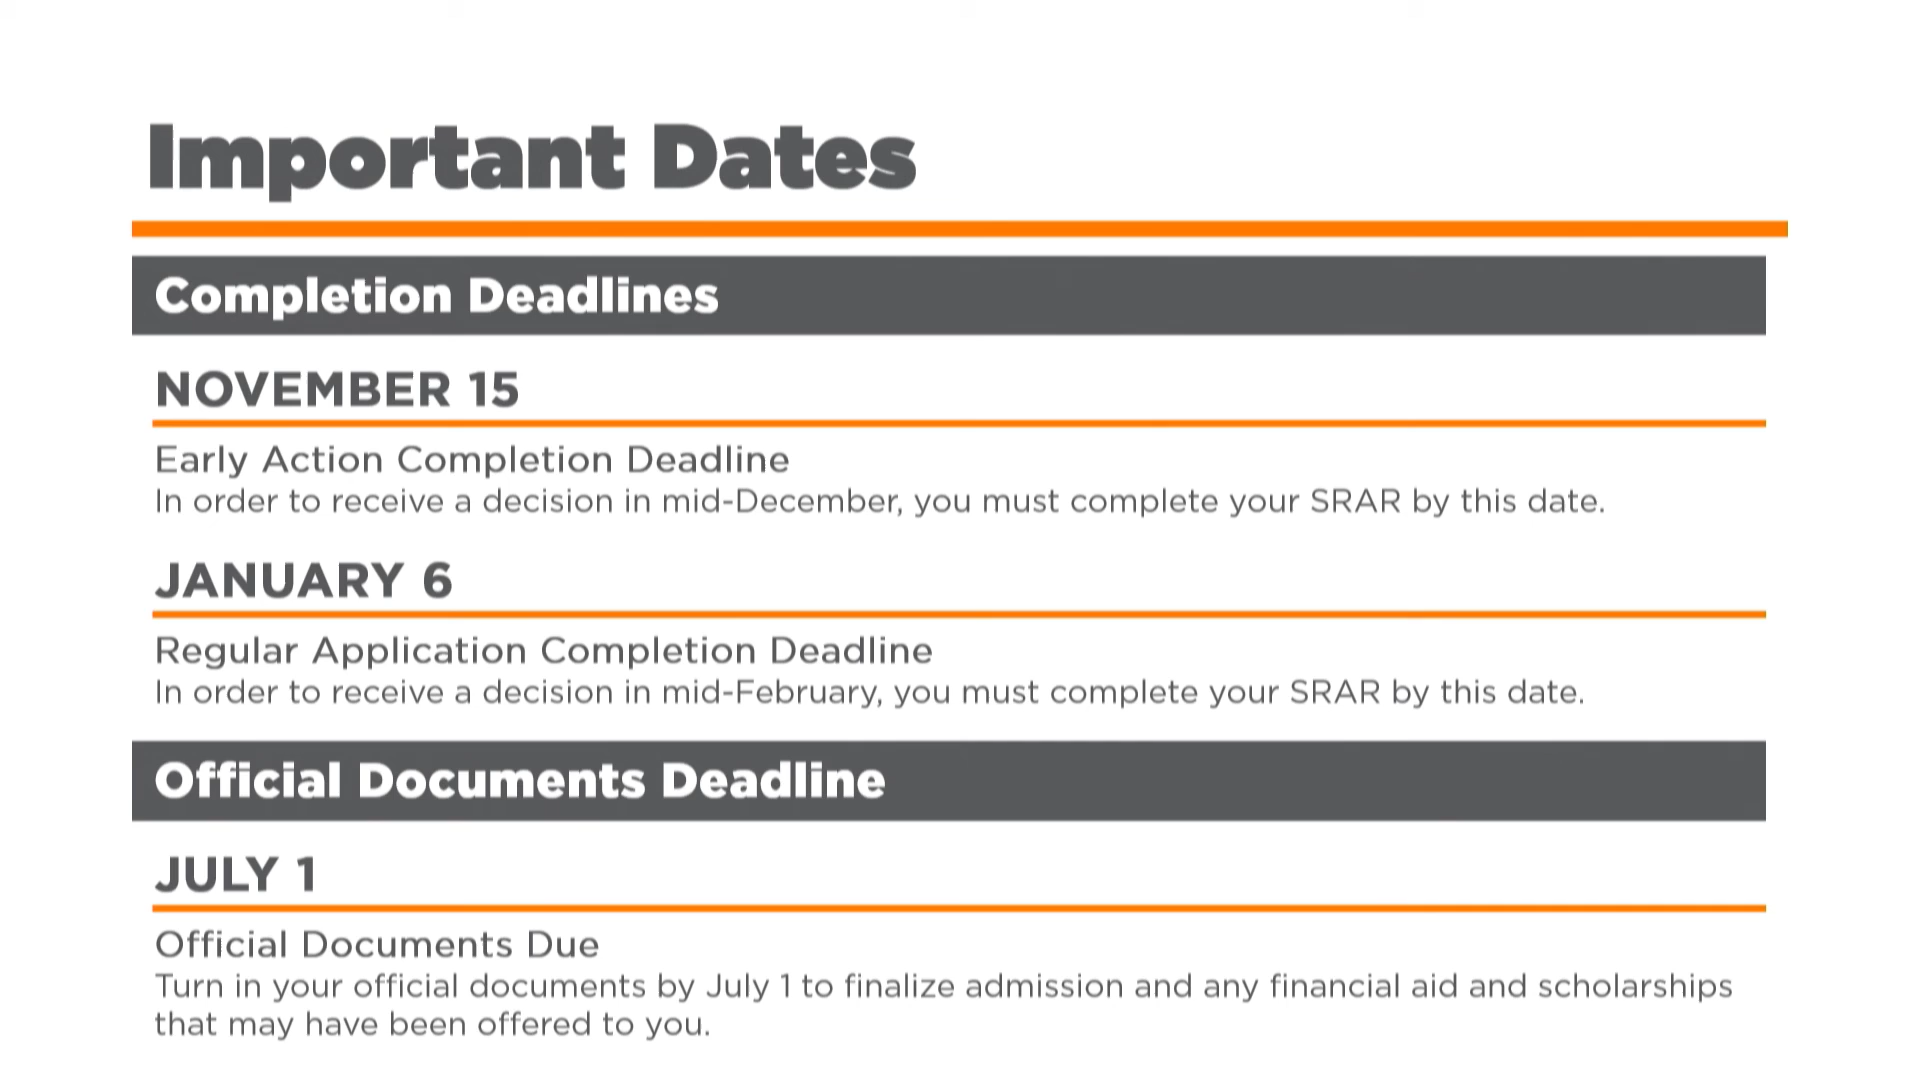 Important Dates
Completion Deadlines
NOVEMBER 15
Early Action Completion Deadline
In order to receive a decision in mid-December, you must complete your SRAR by this date.
JANUARY 6
Regular Application Completion Deadline
In order to receive a decision in mid-February, you must complete your SRAR by this date.
Official Documents Deadline
JULY 1
Official Documents Due
Turn in your official documents by July 1 to finalize admission and any financial aid and scholarships
that may have been offered to you.